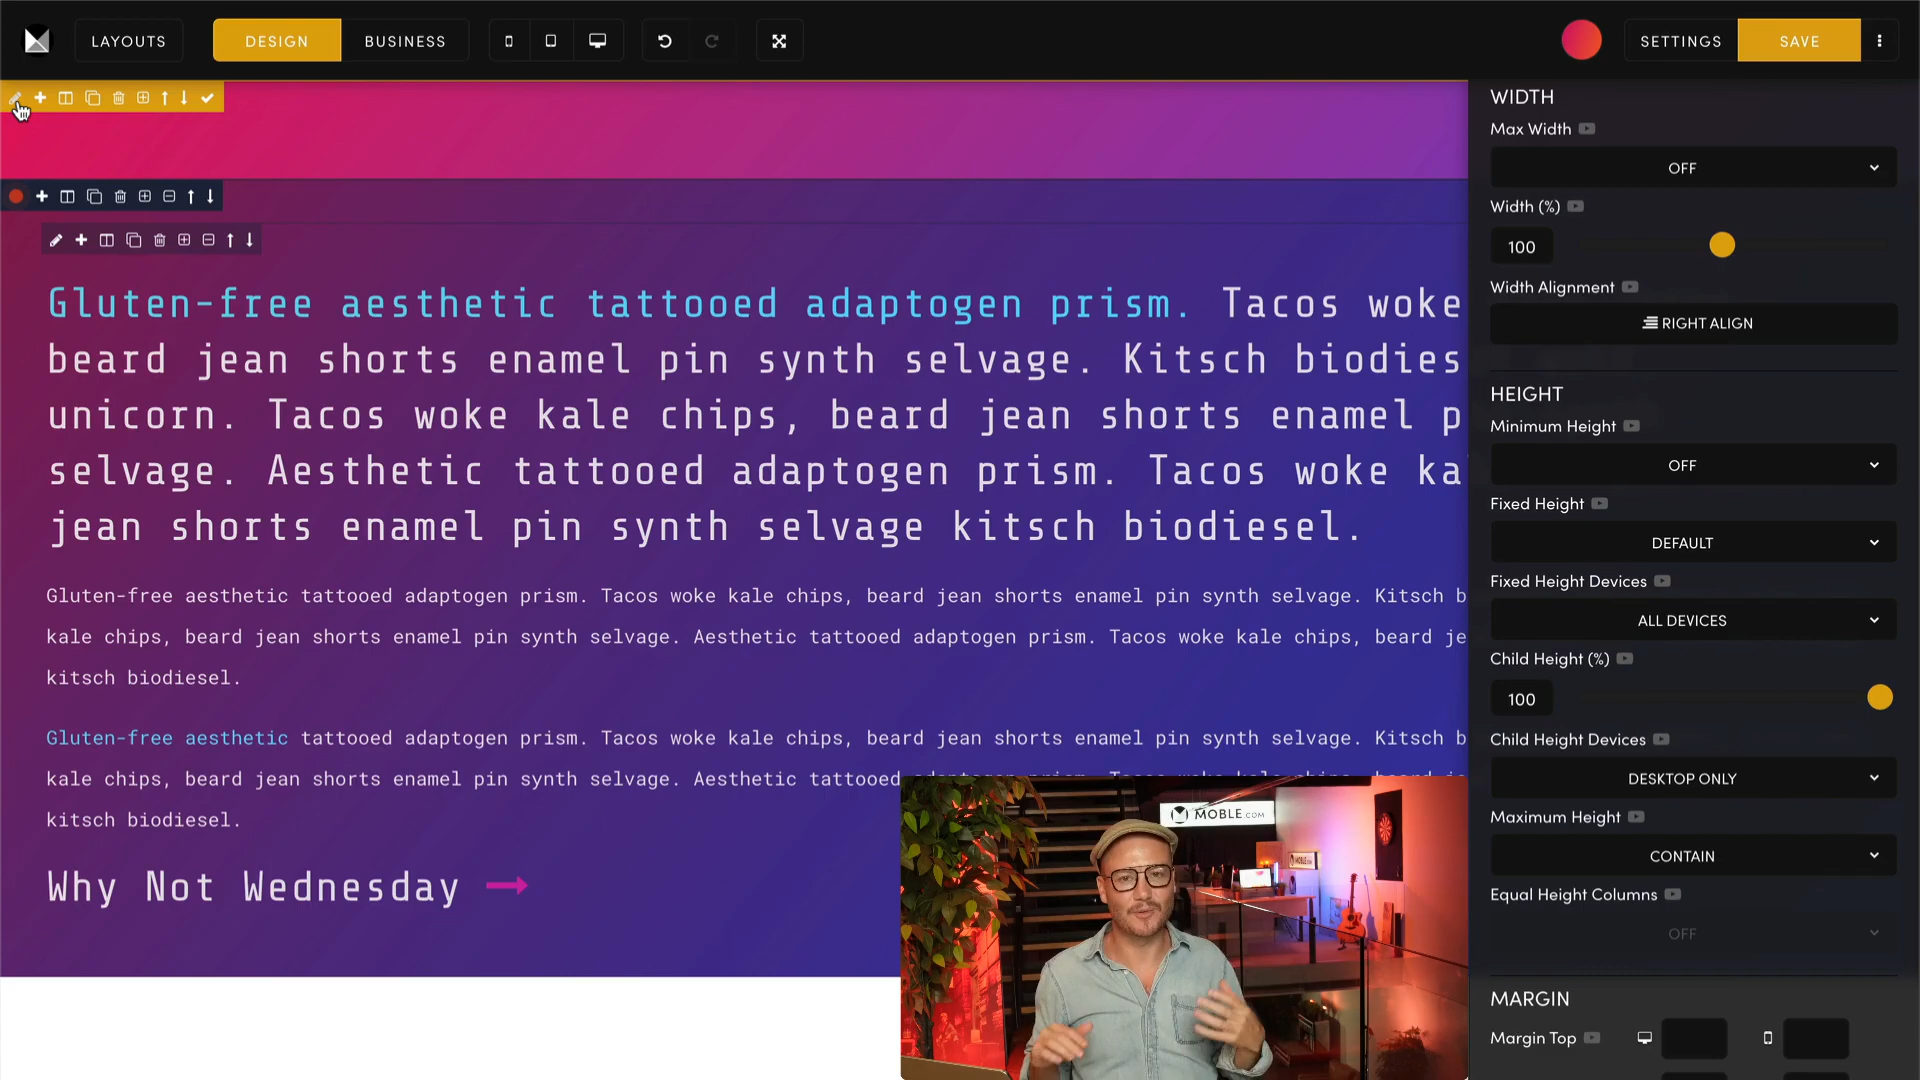 LAYOUTS
DESIGN
BUSINESS
SETTINGS
SAVE
Gluten-free aesthetic tattooed adaptogen prism. Tacos woke
beard jean shorts enamel pin synth selvage. Kitsch biodies
unicorn. Tacos woke kale chips, beard jean shorts enamel p
selvage. Aesthetic tattooed adaptogen prism. Tacos woke ka
jean shorts enamel pin synth selvage kitsch biodiesel.
Gluten-free aesthetic tattooed adaptogen prism. Tacos woke kale chips, beard jean shorts enamel pin synth selvage. Kitsch b
kale chips, beard jean shorts enamel pin synth selvage. Aesthetic tattooed adaptogen prism. Tacos woke kale chips, beard je
kitsch biodiesel.
Gluten-free aesthetic tattooed adaptogen prism. Tacos woke kale chips, beard jean shorts enamel pin synth selvage. Kitsch b
kale chips, beard jean shorts enamel pin synth selvage. Aesthetic tattooed
kitsch biodiesel.
Why Not Wednesday
MOBLE.COM
WIDTH
Max Width
OFF
Width (%)
100
Width Alignment
RIGHT ALIGN
HEIGHT
Minimum Height
OFF
Fixed Height
DEFAULT
Fixed Height Devices
ALL DEVICES
Child Height (%)
100
Child Height Devices
DESKTOP ONLY
Maximum Height
CONTAIN
Equal Height Columns
OFF
MARGIN
Margin Top